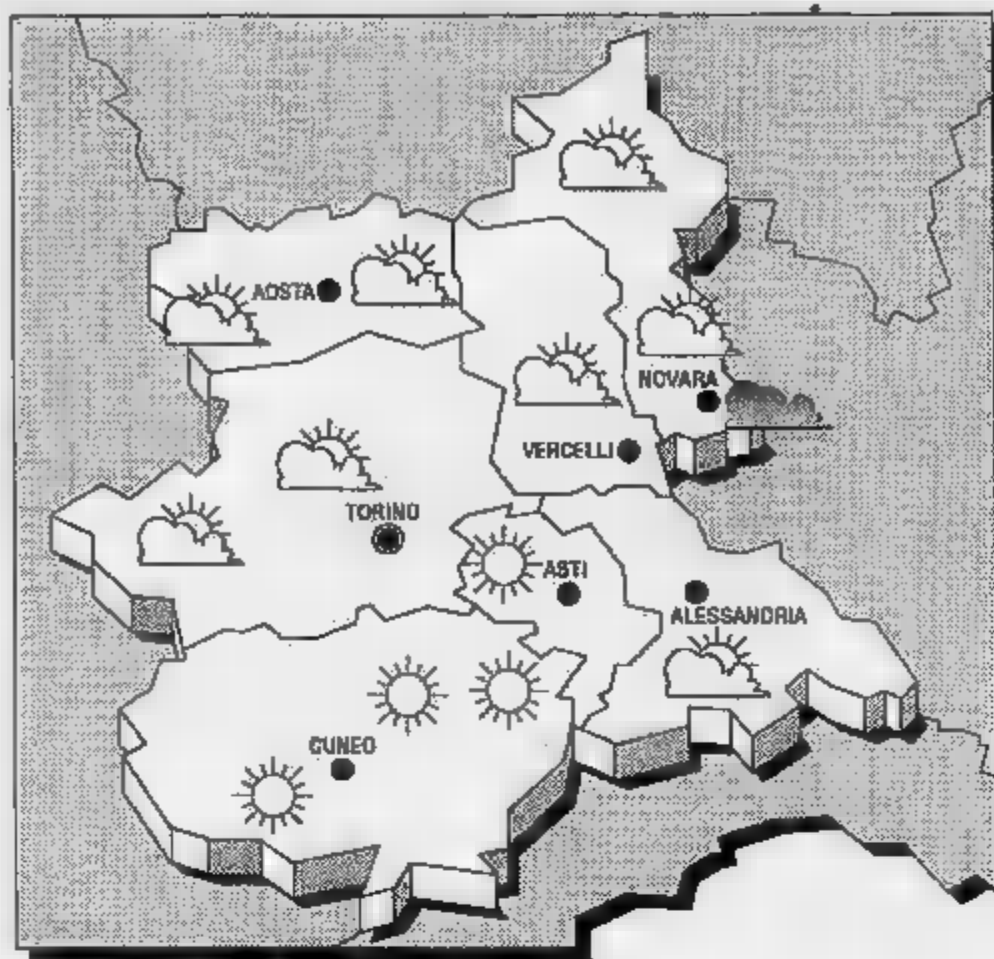 AOSTA
NOVARA
VERCELLI
TORINO
ASTI
ALESSANDRIA
CUNEO